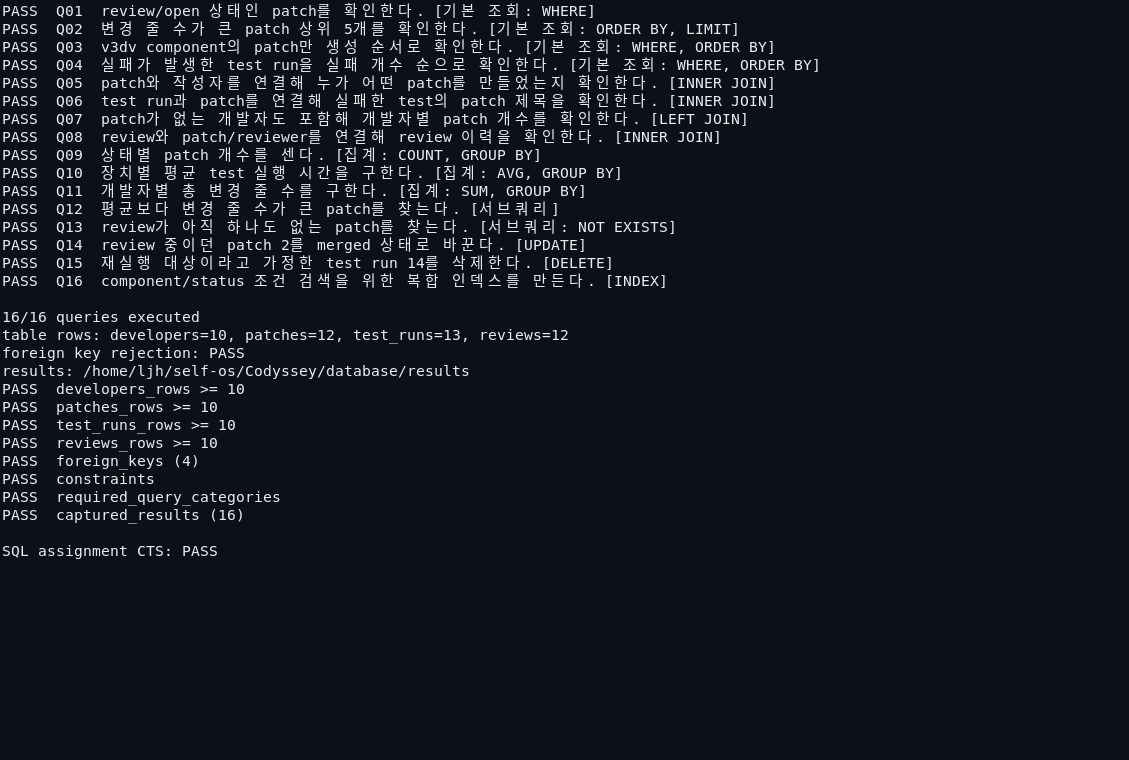 PASS  Q01  review/open 상태인 patch를 확인한다. [기본 조회: WHERE]
PASS  Q02  변경 줄 수가 큰 patch 상위 5개를 확인한다. [기본 조회: ORDER BY, LIMIT]
PASS  Q03  v3dv component의 patch만 생성 순서로 확인한다. [기본 조회: WHERE, ORDER BY]
PASS  Q04  실패가 발생한 test run을 실패 개수 순으로 확인한다. [기본 조회: WHERE, ORDER BY]
PASS  Q05  patch와 작성자를 연결해 누가 어떤 patch를 만들었는지 확인한다. [INNER JOIN]
PASS  Q06  test run과 patch를 연결해 실패한 test의 patch 제목을 확인한다. [INNER JOIN]
PASS  Q07  patch가 없는 개발자도 포함해 개발자별 patch 개수를 확인한다. [LEFT JOIN]
PASS  Q08  review와 patch/reviewer를 연결해 review 이력을 확인한다. [INNER JOIN]
PASS  Q09  상태별 patch 개수를 센다. [집계: COUNT, GROUP BY]
PASS  Q10  장치별 평균 test 실행 시간을 구한다. [집계: AVG, GROUP BY]
PASS  Q11  개발자별 총 변경 줄 수를 구한다. [집계: SUM, GROUP BY]
PASS  Q12  평균보다 변경 줄 수가 큰 patch를 찾는다. [서브쿼리]
PASS  Q13  review가 아직 하나도 없는 patch를 찾는다. [서브쿼리: NOT EXISTS]
PASS  Q14  review 중이던 patch 2를 merged 상태로 바꾼다. [UPDATE]
PASS  Q15  재실행 대상이라고 가정한 test run 14를 삭제한다. [DELETE]
PASS  Q16  component/status 조건 검색을 위한 복합 인덱스를 만든다. [INDEX]
16/16 queries executed
table rows: developers=10, patches=12, test_runs=13, reviews=12
foreign key rejection: PASS
results: /home/ljh/self-os/Codyssey/database/results
PASS  developers_rows >= 10
PASS  patches_rows >= 10
PASS  test_runs_rows >= 10
PASS  reviews_rows >= 10
PASS  foreign_keys (4)
PASS  constraints
PASS  required_query_categories
PASS  captured_results (16)
SQL assignment CTS: PASS